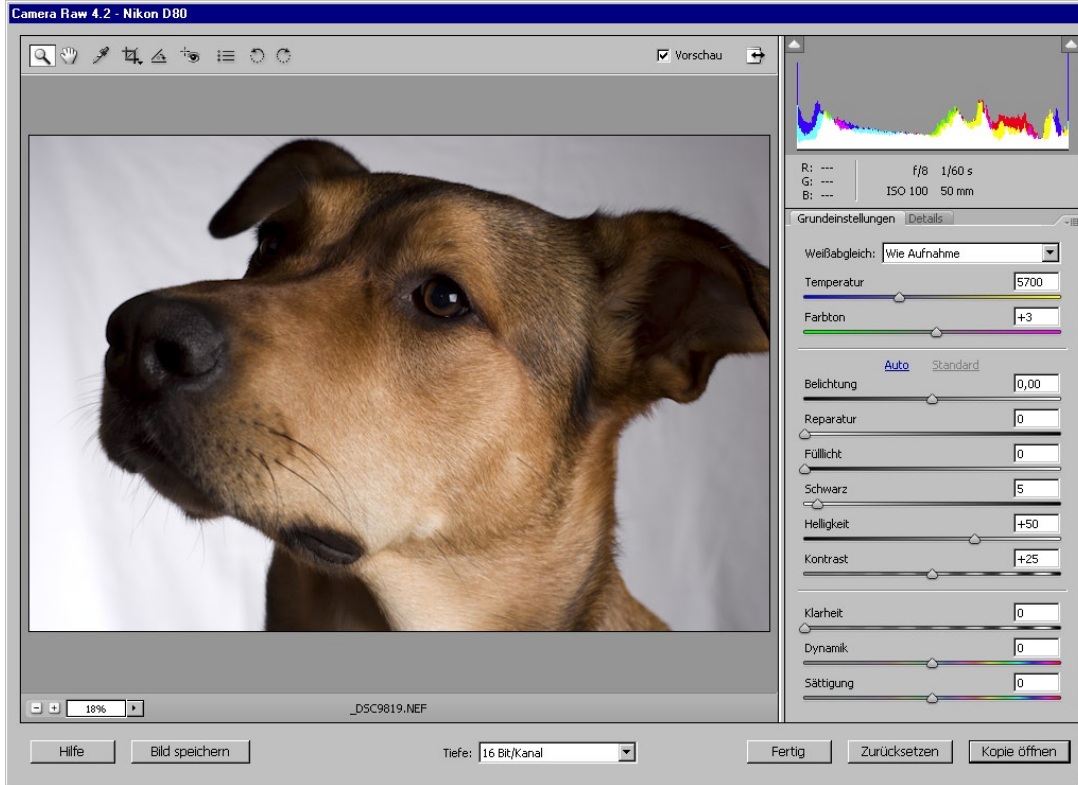 Camera Raw 4.2 - Nikon D80
Vorschau
R: ---
G: ---
B: ---
f/8 1/60 s
ISO 100 50 mm
Grundeinstellungen Details
Weißabgleich: Wie Aufnahme
Temperatur 5700
Farbton +3
Auto Standard
Belichtung 0,00
Reparatur 0
Fülllicht 0
Schwarz 5
Helligkeit +50
Kontrast +25
Klarheit 0
Dynamik 0
Sättigung 0
18% _DSC9819.NEF
Hilfe Bild speichern Tiefe: 16 Bit/Kanal Fertig Zurücksetzen Kopie öffnen